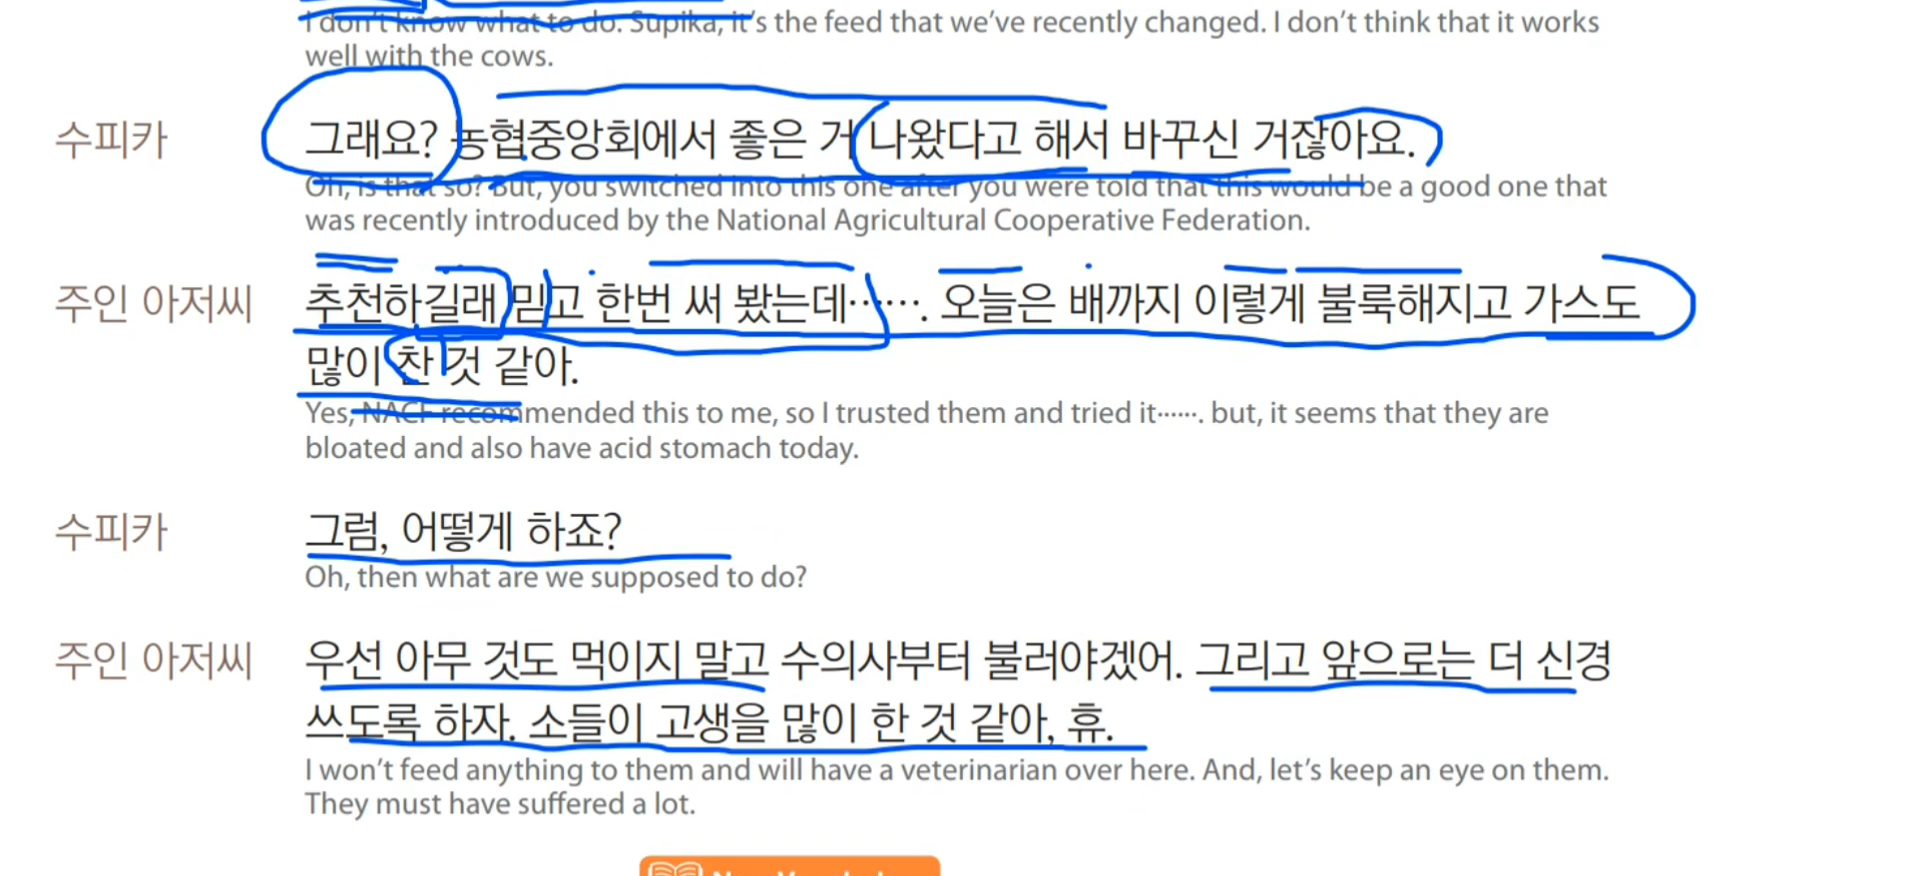 I don't know what to do. Supika, it's the feed that we've recently changed. I don't think that it works
well with the cows.
수피카 그래요? 농협중앙회에서 좋은 거 나왔다고 해서 바꾸신 거잖아요.
Oh, is that so? But, you switched into this one after you were told that this would be a good one that
was recently introduced by the National Agricultural Cooperative Federation.
주인 아저씨 추천하길래 믿고 한번 써 봤는데……. 오늘은 배까지 이렇게 불룩해지고 가스도
많이 찬 것 같아.
Yes, NACF recommended this to me, so I trusted them and tried it……. but, it seems that they are
bloated and also have acid stomach today.
수피카 그럼, 어떻게 하죠?
Oh, then what are we supposed to do?
주인 아저씨 우선 아무 것도 먹이지 말고 수의사부터 불러야겠어. 그리고 앞으로는 더 신경
쓰도록 하자. 소들이 고생을 많이 한 것 같아, 휴.
I won't feed anything to them and will have a veterinarian over here. And, let's keep an eye on them.
They must have suffered a lot.